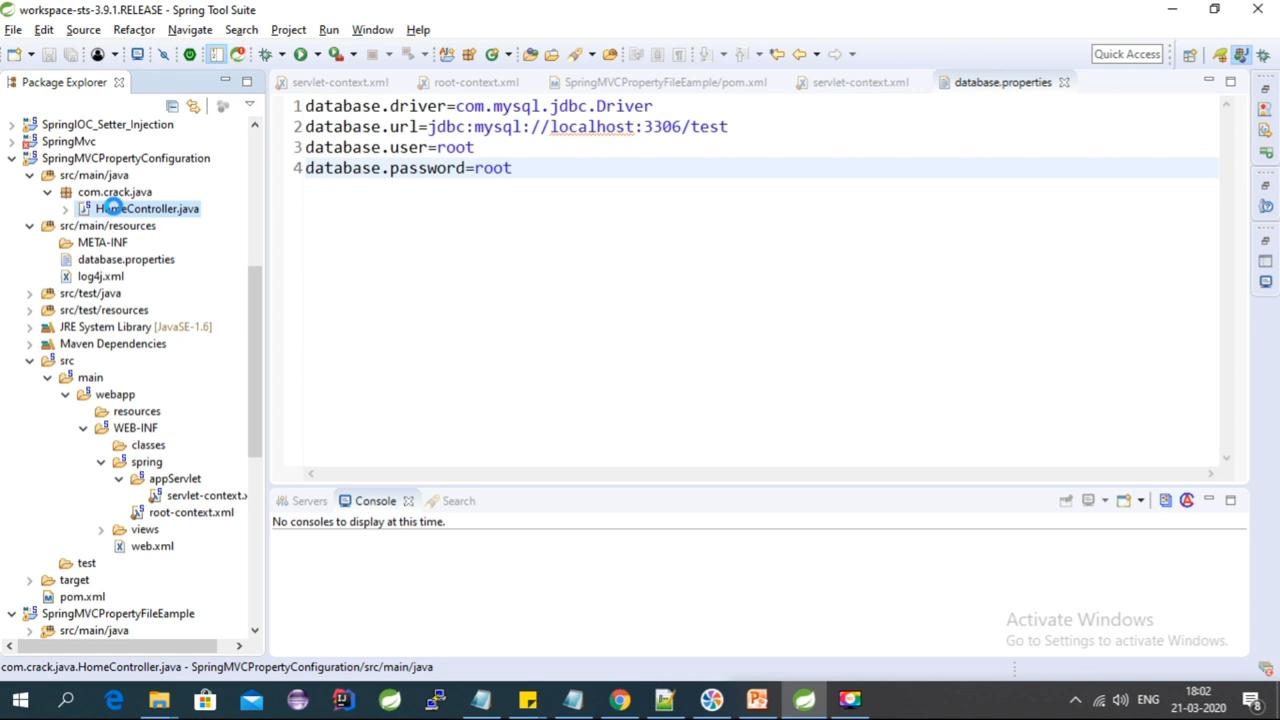 workspace-sts-3.9.1.RELEASE - Spring Tool Suite
File Edit Source Refactor Navigate Search Project Run Window Help
Quick Access
Package Explorer
servlet-context.xml
root-context.xml
SpringMVCPropertyFileEample/pom.xml
servlet-context.xml
database.properties
SpringIOC_Setter_Injection
SpringMvc
SpringMVCPropertyConfiguration
src/main/java
com.crack.java
HomeController.java
src/main/resources
META-INF
database.properties
log4j.xml
src/test/java
src/test/resources
JRE System Library [JavaSE-1.6]
Maven Dependencies
src
main
webapp
resources
WEB-INF
classes
spring
appServlet
servlet-context.x
root-context.xml
views
web.xml
test
target
pom.xml
SpringMVCPropertyFileEample
src/main/java
1 database.driver=com.mysql.jdbc.Driver
2 database.url=jdbc:mysql://localhost:3306/test
3 database.user=root
4 database.password=root
Servers Console Search
No consoles to display at this time.
Activate Windows
Go to Settings to activate Windows.
com.crack.java.HomeController.java - SpringMVCPropertyConfiguration/src/main/java
ENG
18:02
21-03-2020
8